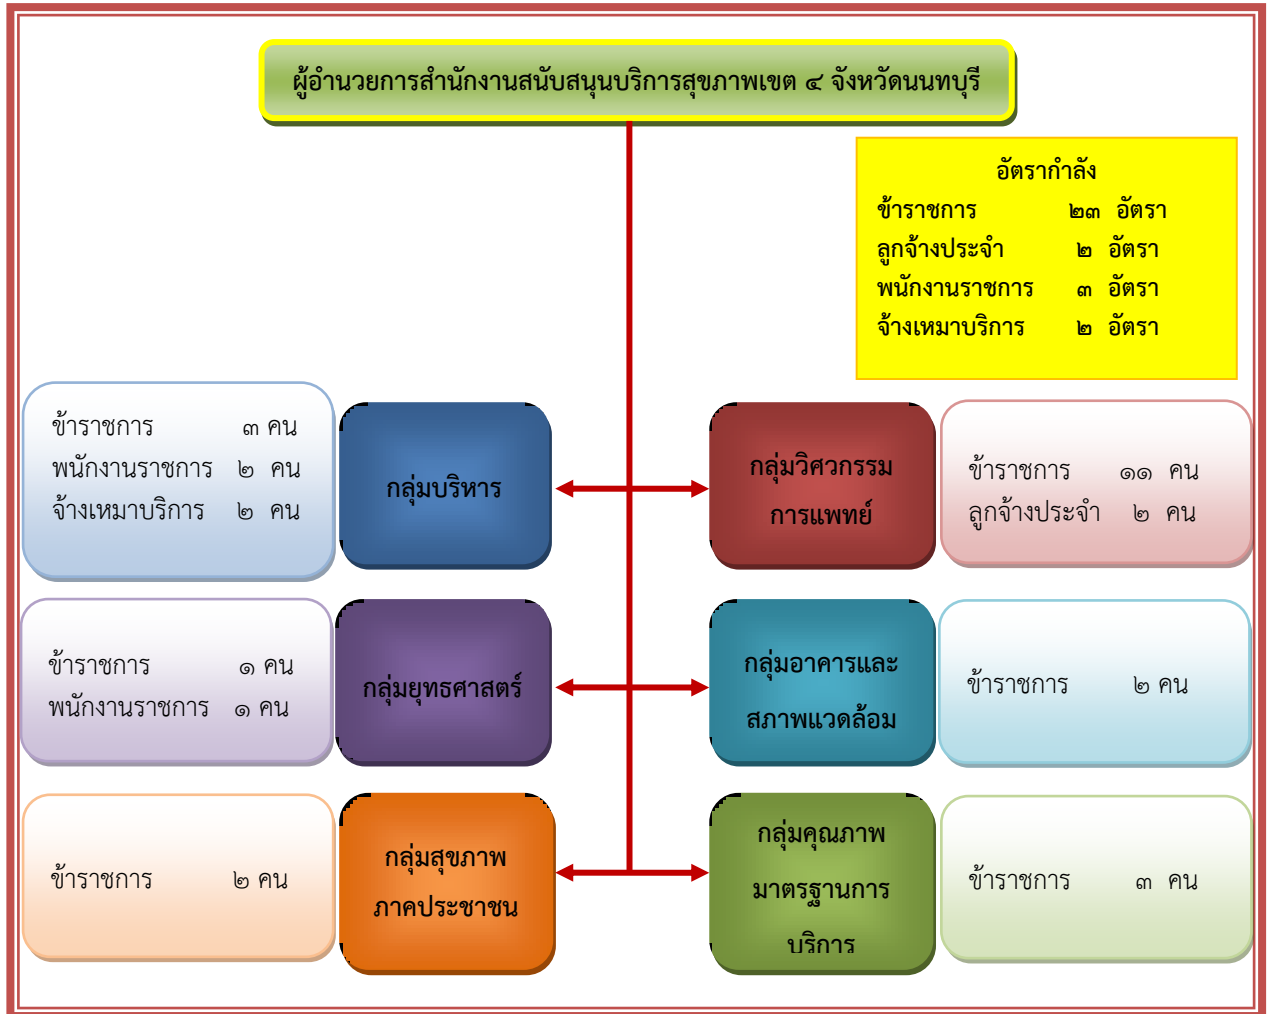 ผู้อำนวยการสำนักงานสนับสนุนบริการสุขภาพเขต ๔ จังหวัดนนทบุรี
อัตรากำลัง
ข้าราชการ ๒๓ อัตรา
ลูกจ้างประจำ ๒ อัตรา
พนักงานราชการ ๓ อัตรา
จ้างเหมาบริการ ๒ อัตรา
ข้าราชการ ๓ คน
พนักงานราชการ ๒ คน
จ้างเหมาบริการ ๒ คน
กลุ่มบริหาร
กลุ่มวิศวกรรม
การแพทย์
ข้าราชการ ๑๑ คน
ลูกจ้างประจำ ๒ คน
ข้าราชการ ๑ คน
พนักงานราชการ ๑ คน
กลุ่มยุทธศาสตร์
กลุ่มอาคารและ
สภาพแวดล้อม
ข้าราชการ ๒ คน
ข้าราชการ ๒ คน
กลุ่มสุขภาพ
ภาคประชาชน
กลุ่มคุณภาพ
มาตรฐานการ
บริการ
ข้าราชการ ๓ คน